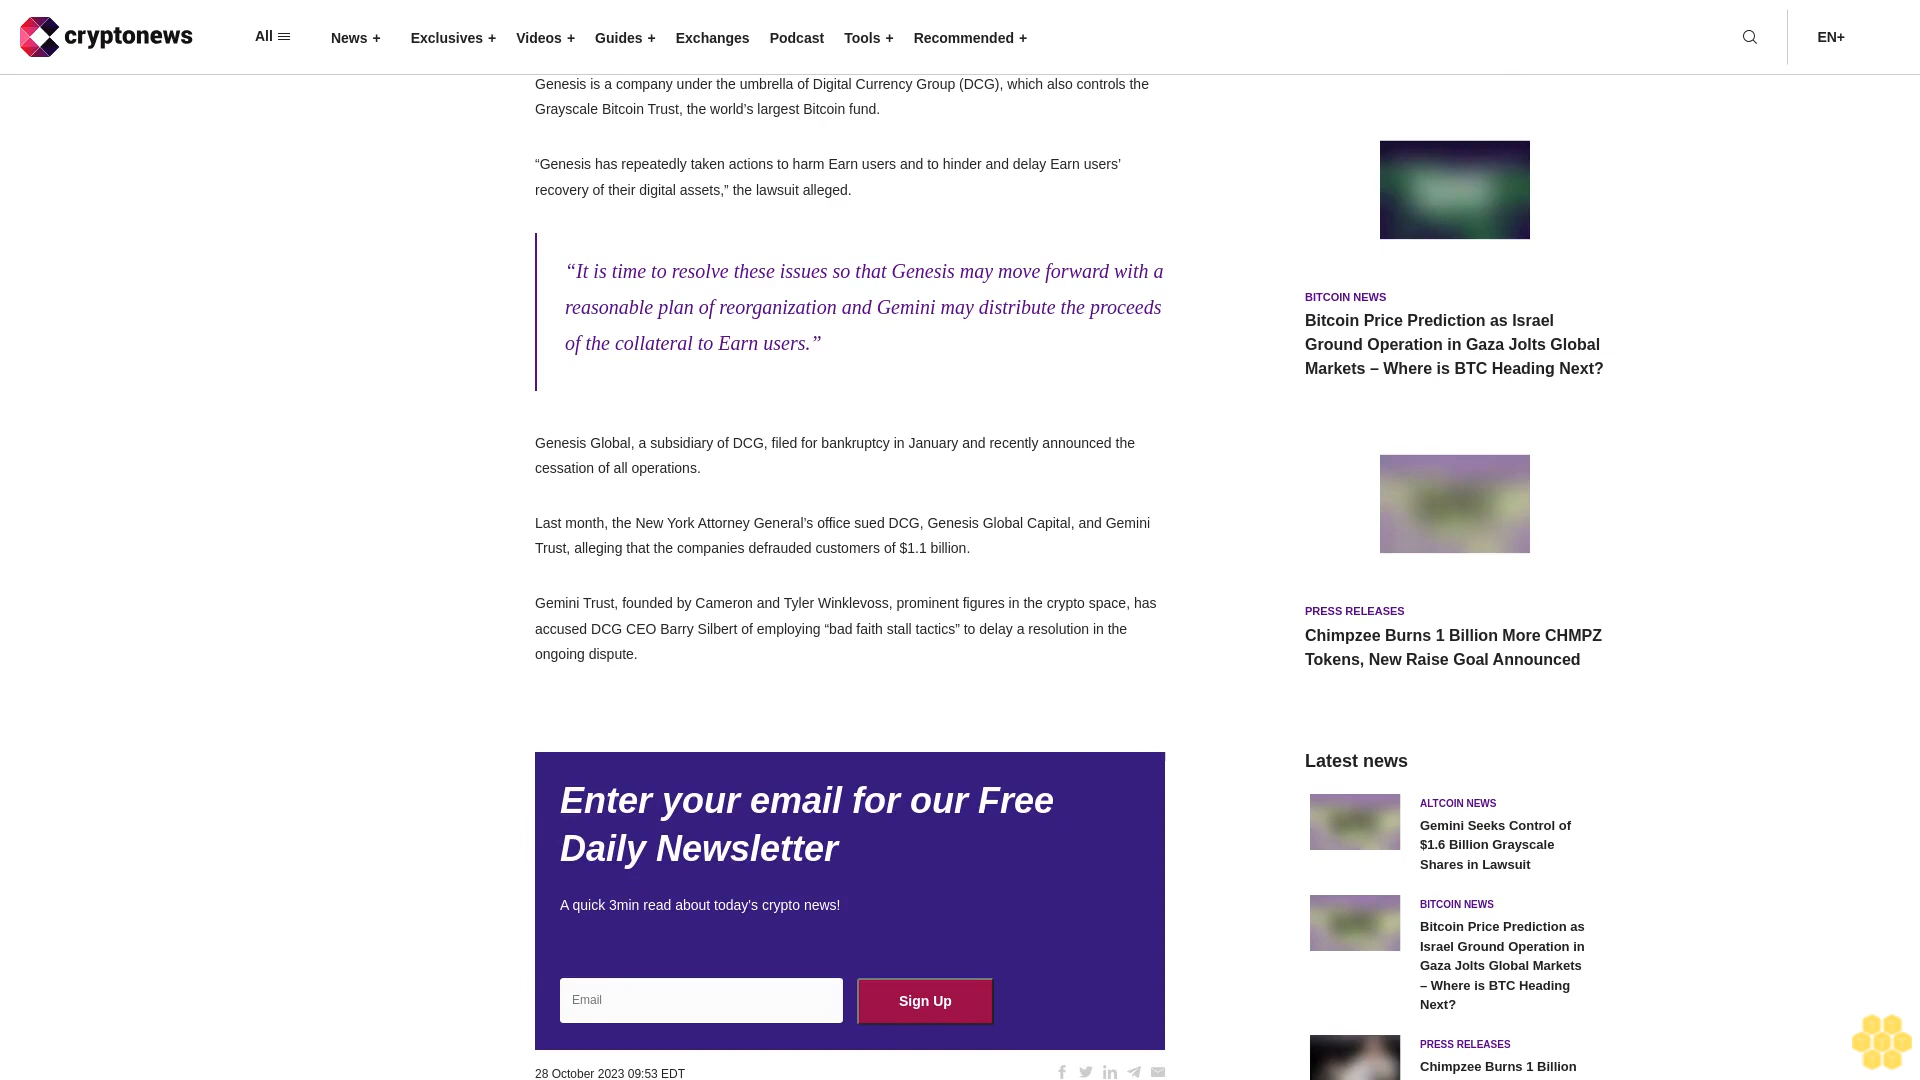 cryptonews
All
News +
Exclusives +
Videos +
Guides +
Exchanges
Podcast
Tools +
Recommended +
EN+
Genesis is a company under the umbrella of Digital Currency Group (DCG), which also controls the
Grayscale Bitcoin Trust, the world’s largest Bitcoin fund.
“Genesis has repeatedly taken actions to harm Earn users and to hinder and delay Earn users’
recovery of their digital assets,” the lawsuit alleged.
“It is time to resolve these issues so that Genesis may move forward with a
reasonable plan of reorganization and Gemini may distribute the proceeds
of the collateral to Earn users.”
Genesis Global, a subsidiary of DCG, filed for bankruptcy in January and recently announced the
cessation of all operations.
Last month, the New York Attorney General’s office sued DCG, Genesis Global Capital, and Gemini
Trust, alleging that the companies defrauded customers of $1.1 billion.
Gemini Trust, founded by Cameron and Tyler Winklevoss, prominent figures in the crypto space, has
accused DCG CEO Barry Silbert of employing “bad faith stall tactics” to delay a resolution in the
ongoing dispute.
Enter your email for our Free
Daily Newsletter
A quick 3min read about today's crypto news!
Email
Sign Up
28 October 2023 09:53 EDT
BITCOIN NEWS
Bitcoin Price Prediction as Israel
Ground Operation in Gaza Jolts Global
Markets – Where is BTC Heading Next?
PRESS RELEASES
Chimpzee Burns 1 Billion More CHMPZ
Tokens, New Raise Goal Announced
Latest news
ALTCOIN NEWS
Gemini Seeks Control of
$1.6 Billion Grayscale
Shares in Lawsuit
BITCOIN NEWS
Bitcoin Price Prediction as
Israel Ground Operation in
Gaza Jolts Global Markets
– Where is BTC Heading
Next?
PRESS RELEASES
Chimpzee Burns 1 Billion